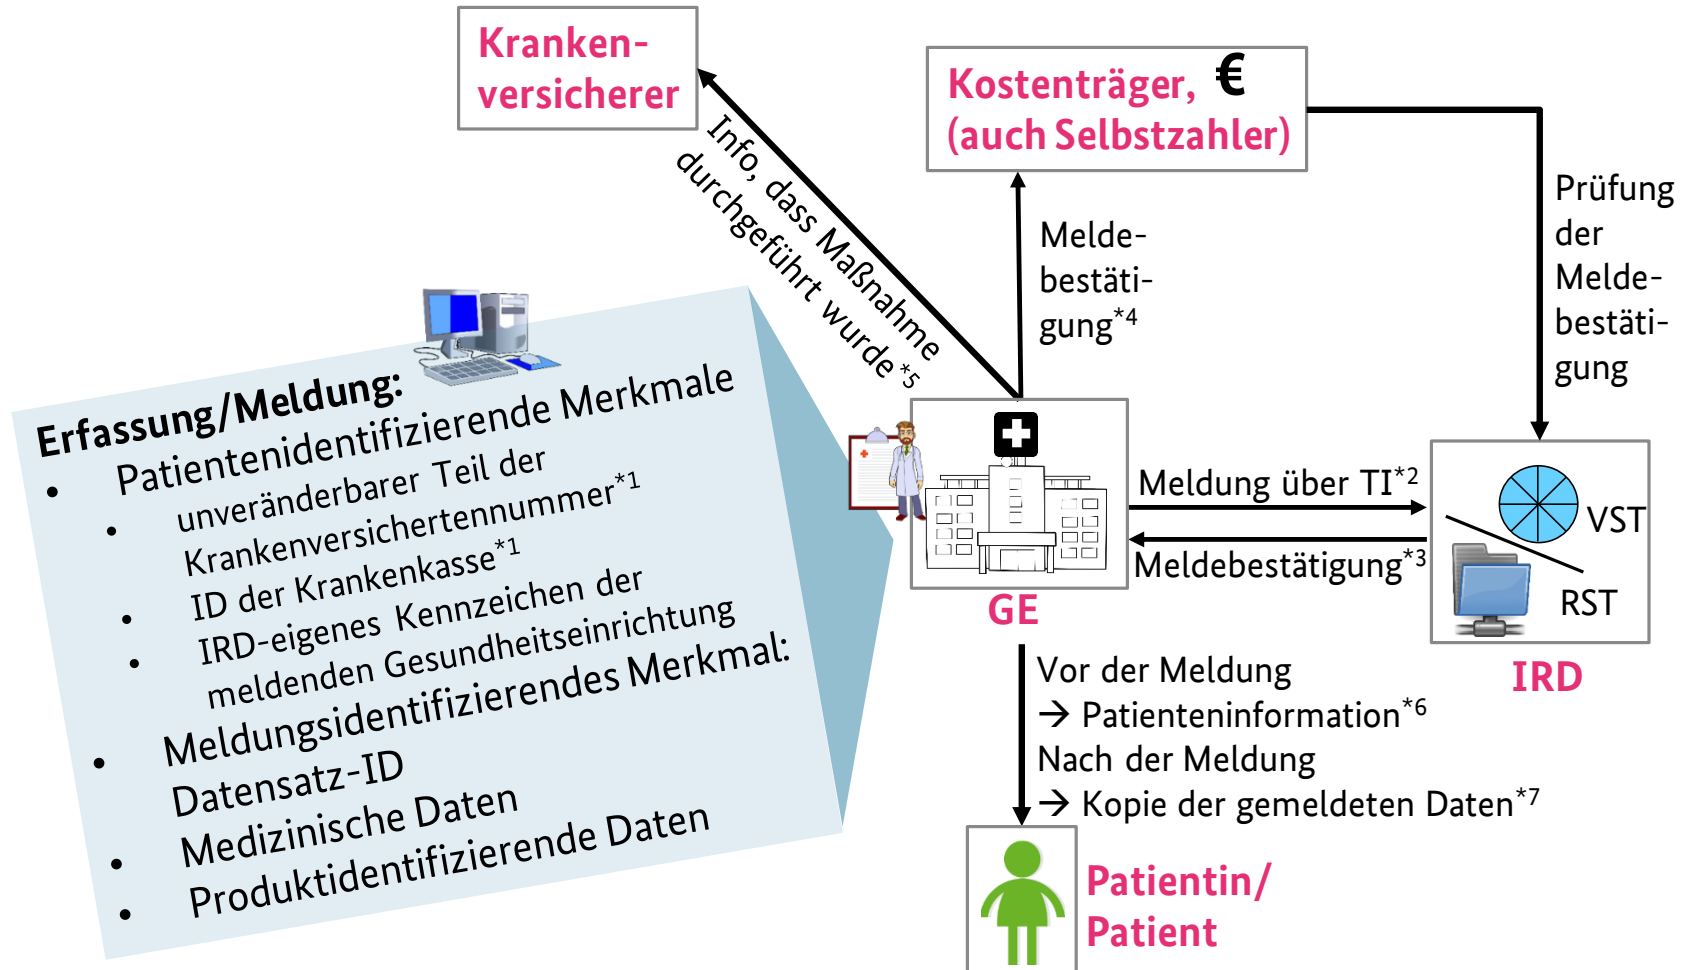 Kranken-
versicherer
Kostenträger, €
(auch Selbstzahler)
Info, dass Maßnahme
durchgeführt wurde*5
Melde-
bestäti-
gung*4
Prüfung
der
Melde-
bestäti-
gung
Erfassung/Meldung:
• Patientenidentifizierende Merkmale
• unveränderbarer Teil der
Krankenversichertennummer*1
• ID der Krankenkasse*1
• IRD-eigenes Kennzeichen der
meldenden Gesundheitseinrichtung
• Meldungsidentifizierendes Merkmal:
Datensatz-ID
• Medizinische Daten
• Produktidentifizierende Daten
GE
Meldung über TI*2
Meldebestätigung*3
VST
RST
IRD
Vor der Meldung
→ Patienteninformation*6
Nach der Meldung
→ Kopie der gemeldeten Daten*7
Patientin/
Patient